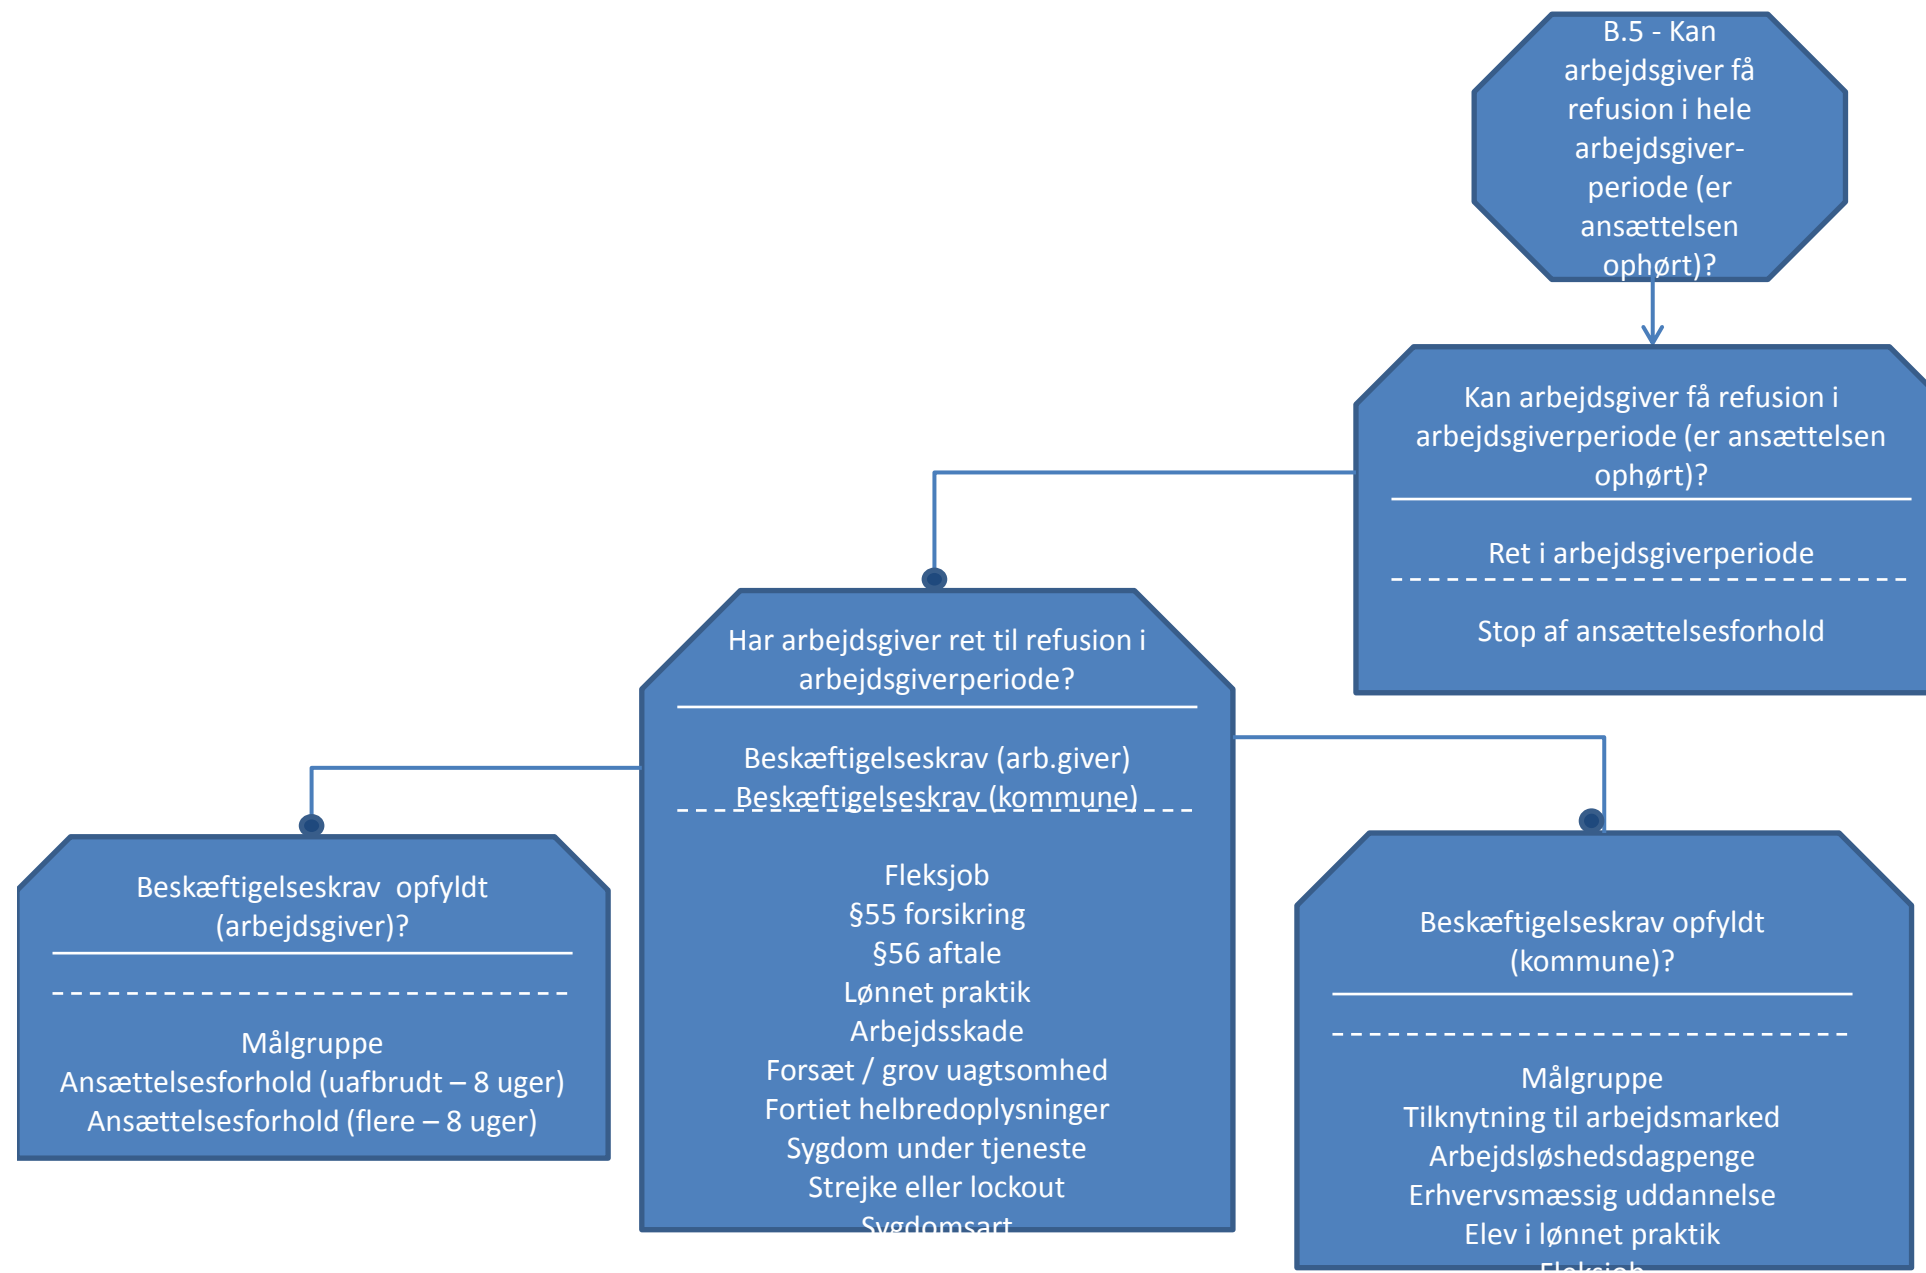 B.5 - Kan
arbejdsgiver få
refusion i hele
arbejdsgiver-
periode (er
ansættelsen
ophørt)?
Kan arbejdsgiver få refusion i
arbejdsgiverperiode (er ansættelsen
ophørt)?
Ret i arbejdsgiverperiode
Stop af ansættelsesforhold
Har arbejdsgiver ret til refusion i
arbejdsgiverperiode?
Beskæftigelseskrav (arb.giver)
Beskæftigelseskrav (kommune)
Fleksjob
§55 forsikring
§56 aftale
Lønnet praktik
Arbejdsskade
Forsæt / grov uagtsomhed
Fortiet helbredoplysninger
Sygdom under tjeneste
Strejke eller lockout
Sygdomsart
Beskæftigelseskrav opfyldt
(arbejdsgiver)?
Målgruppe
Ansættelsesforhold (uafbrudt – 8 uger)
Ansættelsesforhold (flere – 8 uger)
Beskæftigelseskrav opfyldt
(kommune)?
Målgruppe
Tilknytning til arbejdsmarked
Arbejdsløshedsdagpenge
Erhvervsmæssig uddannelse
Elev i lønnet praktik
Fleksjob